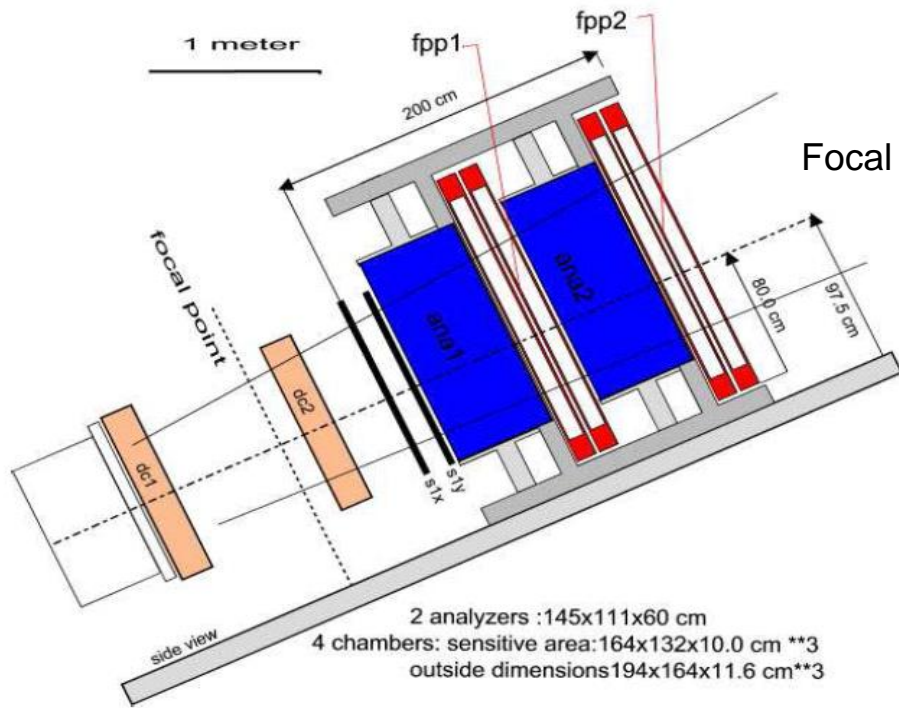 fpp2
fpp1
1 meter
200 cm
Focal
focal point
ana2
ana1
80.0 cm
97.5 cm
dc2
dc1
s1x
s1y
side view
2 analyzers :145x111x60 cm
4 chambers: sensitive area:164x132x10.0 cm **3
outside dimensions194x164x11.6 cm**3